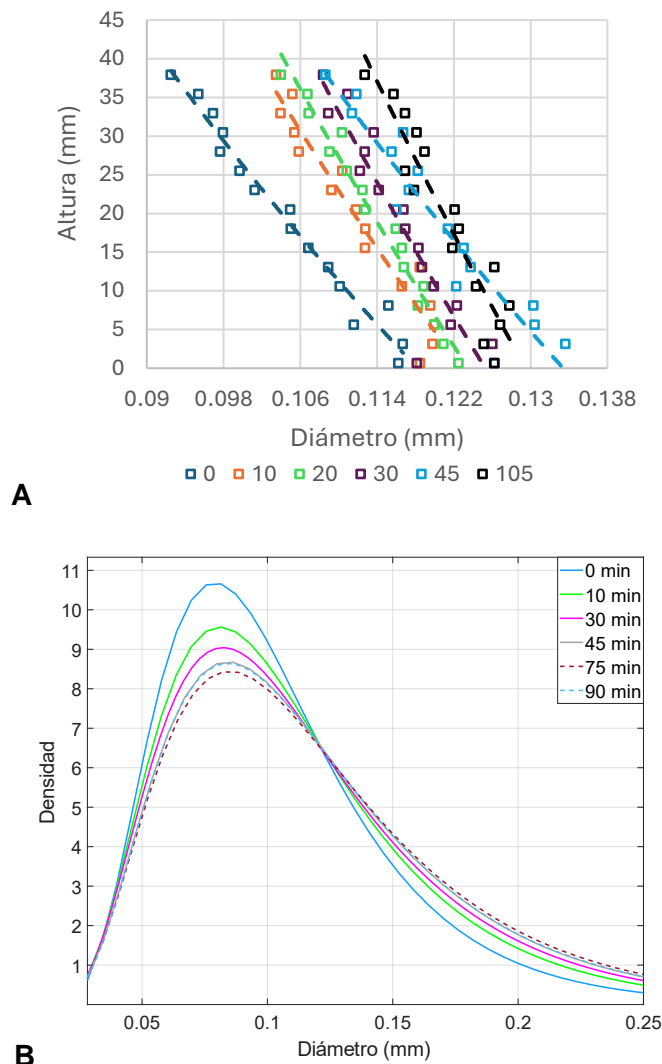 45
40
35
30
25
20
15
10
5
0
Altura (mm)
0.09 0.098 0.106 0.114 0.122 0.13 0.138
Diámetro (mm)
0 10 20 30 45 105
A
11
10
9
8
7
6
5
4
3
2
1
Densidad
0 min
10 min
30 min
45 min
75 min
90 min
0.05 0.1 0.15 0.2 0.25
Diámetro (mm)
B